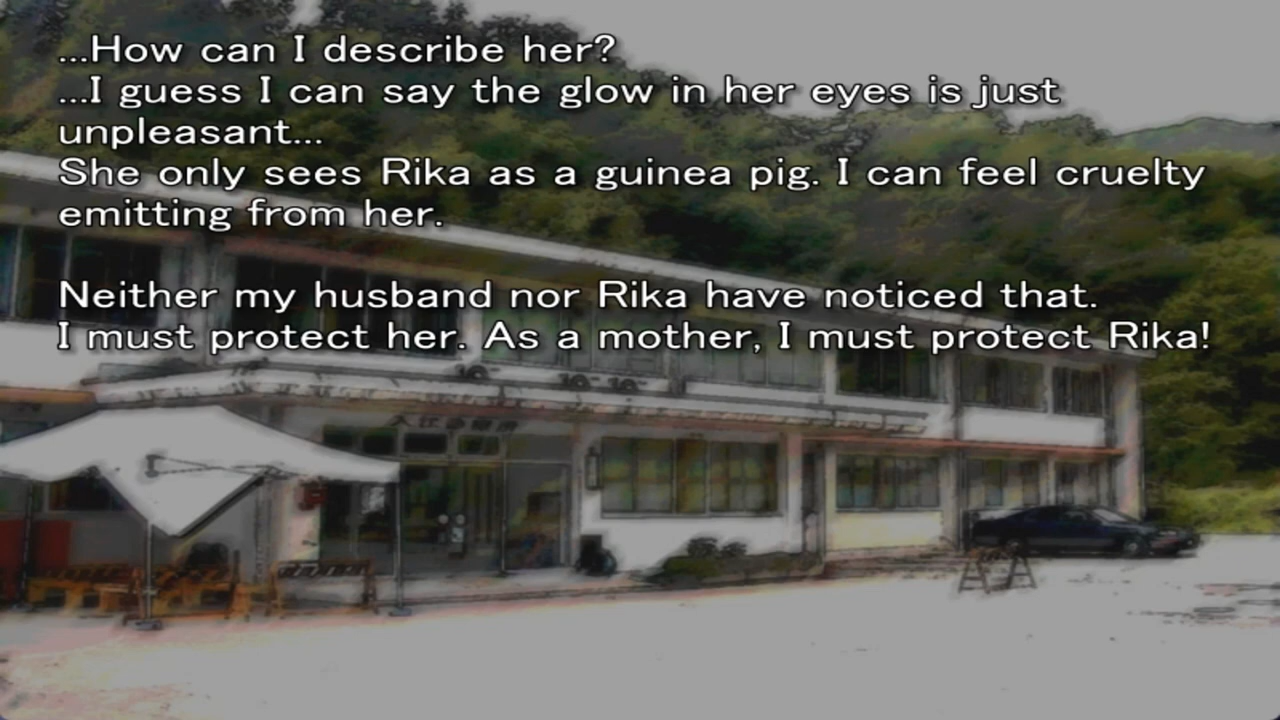 ...How can I describe her?
...I guess I can say the glow in her eyes is just
unpleasant...
She only sees Rika as a guinea pig. I can feel cruelty
emitting from her.
Neither my husband nor Rika have noticed that.
I must protect her. As a mother, I must protect Rika!